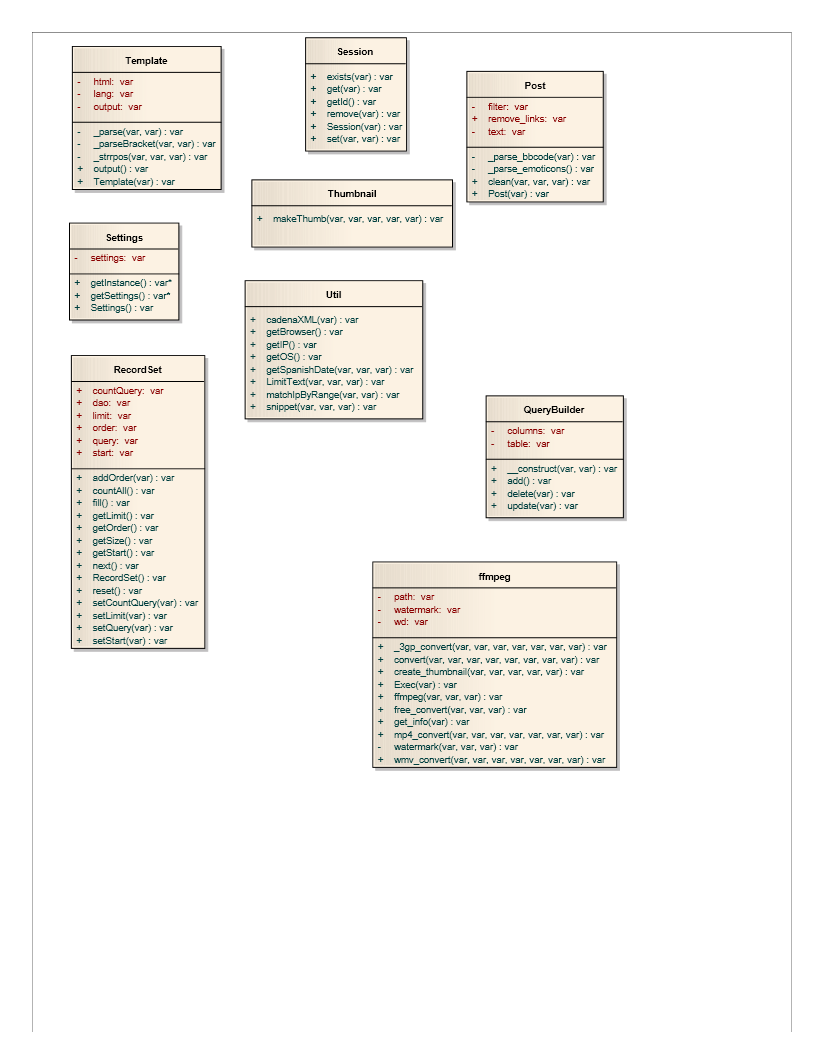 Template
- html: var
- lang: var
- output: var
- _parse(var, var) : var
- _parseBracket(var, var) : var
- _strrpos(var, var, var) : var
+ output() : var
+ Template(var) : var
Session
+ exists(var) : var
+ get(var) : var
+ getId() : var
+ remove(var) : var
+ Session(var) : var
+ set(var, var) : var
Post
- filter: var
+ remove_links: var
- text: var
- _parse_bbcode(var) : var
- _parse_emoticons() : var
+ clean(var, var, var) : var
+ Post(var) : var
Thumbnail
+ makeThumb(var, var, var, var, var) : var
Settings
- settings: var
+ getInstance() : var*
+ getSettings() : var*
+ Settings() : var
Util
+ cadenaXML(var) : var
+ getBrowser() : var
+ getIP() : var
+ getOS() : var
+ getSpanishDate(var, var, var) : var
+ LimitText(var, var, var) : var
+ matchIpByRange(var, var) : var
+ snippet(var, var, var) : var
RecordSet
+ countQuery: var
+ dao: var
+ limit: var
+ order: var
+ query: var
+ start: var
+ addOrder(var) : var
+ countAll() : var
+ fill() : var
+ getLimit() : var
+ getOrder() : var
+ getSize() : var
+ getStart() : var
+ next() : var
+ RecordSet() : var
+ reset() : var
+ setCountQuery(var) : var
+ setLimit(var) : var
+ setQuery(var) : var
+ setStart(var) : var
QueryBuilder
- columns: var
- table: var
+ __construct(var, var) : var
+ add() : var
+ delete(var) : var
+ update(var) : var
ffmpeg
- path: var
- watermark: var
- wd: var
+ _3gp_convert(var, var, var, var, var, var, var) : var
+ convert(var, var, var, var, var, var, var, var) : var
+ create_thumbnail(var, var, var, var, var) : var
+ Exec(var) : var
+ ffmpeg(var, var, var) : var
+ free_convert(var, var, var) : var
+ get_info(var) : var
+ mp4_convert(var, var, var, var, var, var, var) : var
- watermark(var, var, var) : var
+ wmv_convert(var, var, var, var, var, var, var) : var